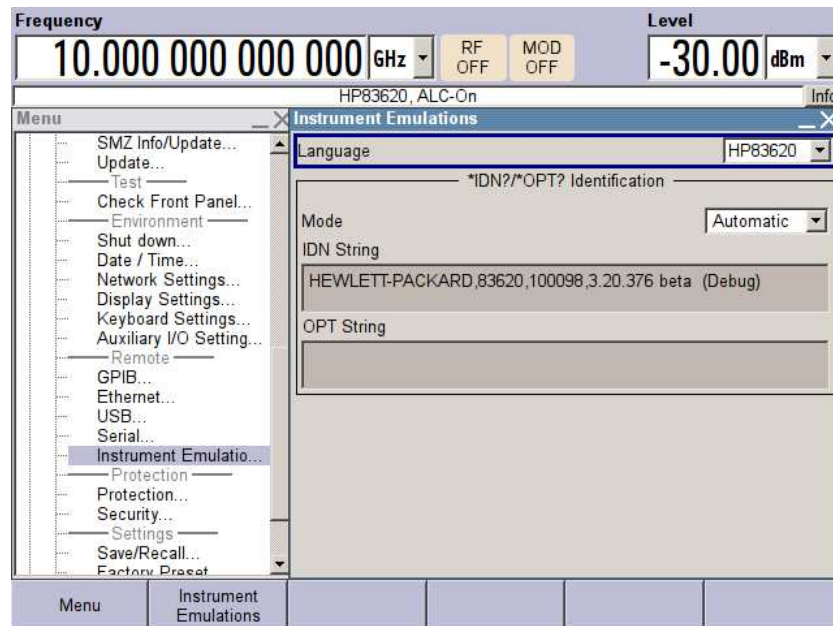 Frequency
Level
10.000 000 000 000 GHz
RF OFF
MOD OFF
-30.00 dBm
HP83620, ALC-On
Info
Menu
Instrument Emulations
SMZ Info/Update...
Update...
Test
Check Front Panel...
Environment
Shut down...
Date / Time...
Network Settings...
Display Settings...
Keyboard Settings...
Auxiliary I/O Setting...
Remote
GPIB...
Ethernet...
USB...
Serial...
Instrument Emulatio...
Protection
Protection...
Security...
Settings
Save/Recall...
Factory Preset
Language
HP83620
*IDN?/*OPT? Identification
Mode
Automatic
IDN String
HEWLETT-PACKARD,83620,100098,3.20.376 beta (Debug)
OPT String
Menu
Instrument Emulations